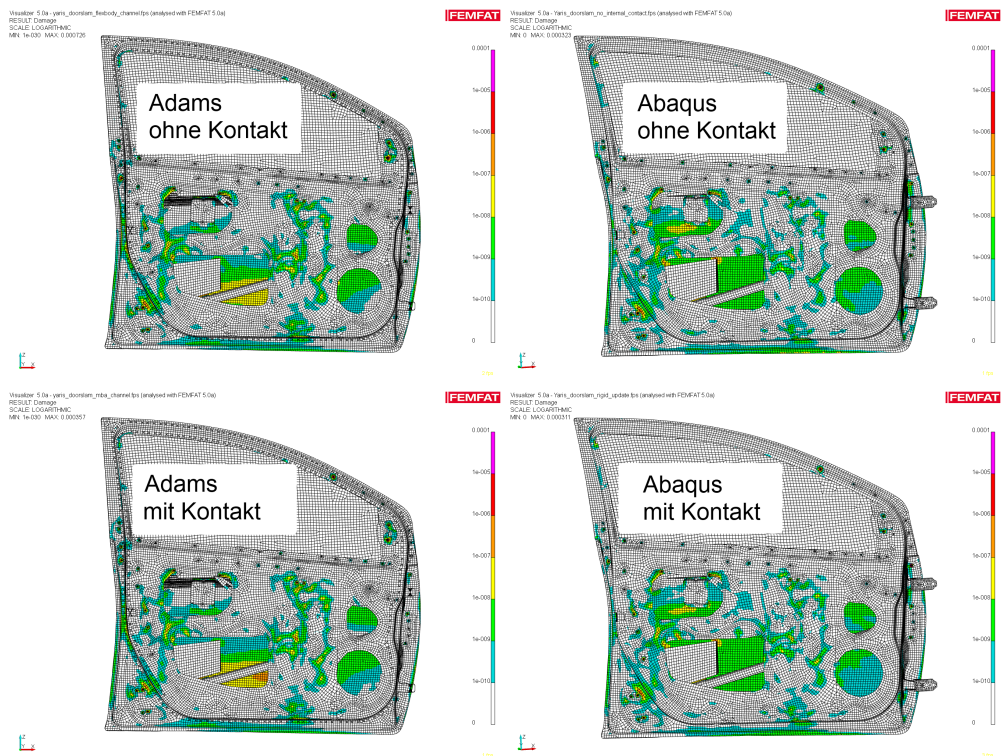 Visualizer 5.0a - yaris_doorslam_flexbody_channel.fps (analysed with FEMFAT 5.0a)
RESULT: Damage
SCALE: LOGARITHMIC
MIN: 1e-030 MAX: 0.000726
FEMFAT
Adams
ohne Kontakt
0.0001
1e-005
1e-006
1e-007
1e-008
1e-009
1e-010
0
Z
X
Visualizer 5.0a - Yaris_doorslam_no_internal_contact.fps (analysed with FEMFAT 5.0a)
RESULT: Damage
SCALE: LOGARITHMIC
MIN: 0 MAX: 0.000323
FEMFAT
Abaqus
ohne Kontakt
0.0001
1e-005
1e-006
1e-007
1e-008
1e-009
1e-010
0
Z
X
Visualizer 5.0a - yaris_doorslam_mba_channel.fps (analysed with FEMFAT 5.0a)
RESULT: Damage
SCALE: LOGARITHMIC
MIN: 1e-030 MAX: 0.000357
FEMFAT
Adams
mit Kontakt
0.0001
1e-005
1e-006
1e-007
1e-008
1e-009
1e-010
0
Z
X
Visualizer 5.0a - Yaris_doorslam_rigid_update.fps (analysed with FEMFAT 5.0a)
RESULT: Damage
SCALE: LOGARITHMIC
MIN: 0 MAX: 0.000311
FEMFAT
Abaqus
mit Kontakt
0.0001
1e-005
1e-006
1e-007
1e-008
1e-009
1e-010
0
Z
X